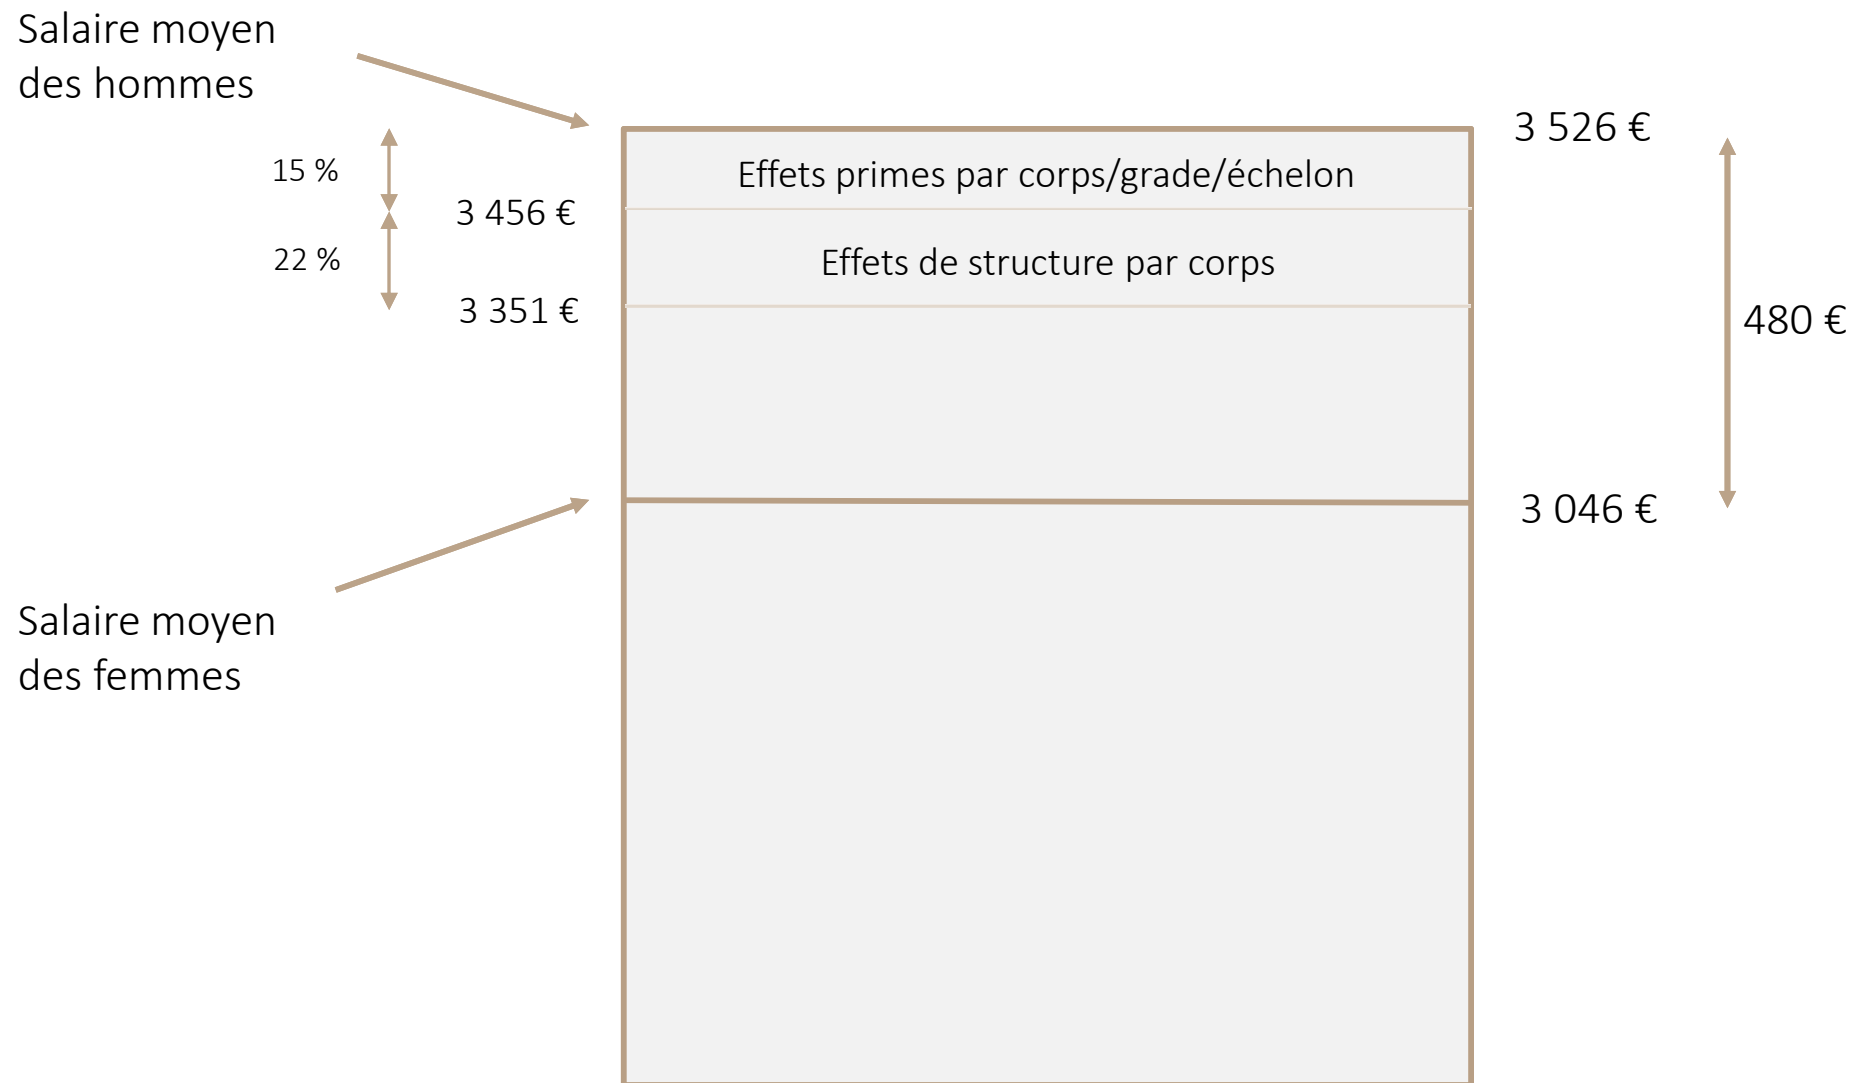 Salaire moyen
des hommes
3 526 €
15 %
Effets primes par corps/grade/échelon
3 456 €
22 %
Effets de structure par corps
3 351 €
480 €
3 046 €
Salaire moyen
des femmes